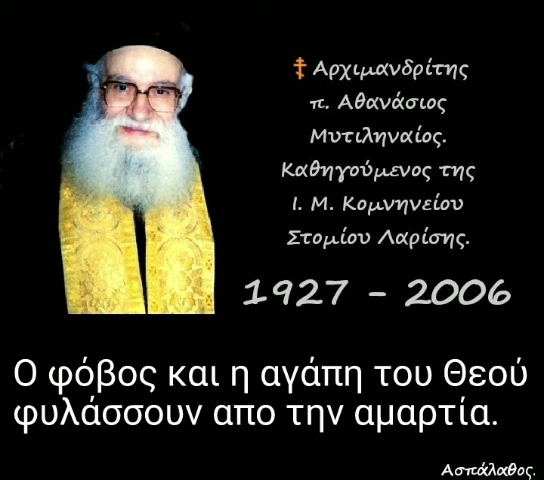 ☦ Αρχιμανδρίτης
π. Αθανάσιος
Μυτιληναίος.
Καθηγούμενος της
Ι. Μ. Κομνηνείου
Στομίου Λαρίσης.
1927 - 2006
Ο φόβος και η αγάπη του Θεού
φυλάσσουν απο την αμαρτία.
Ασπάλαθος.